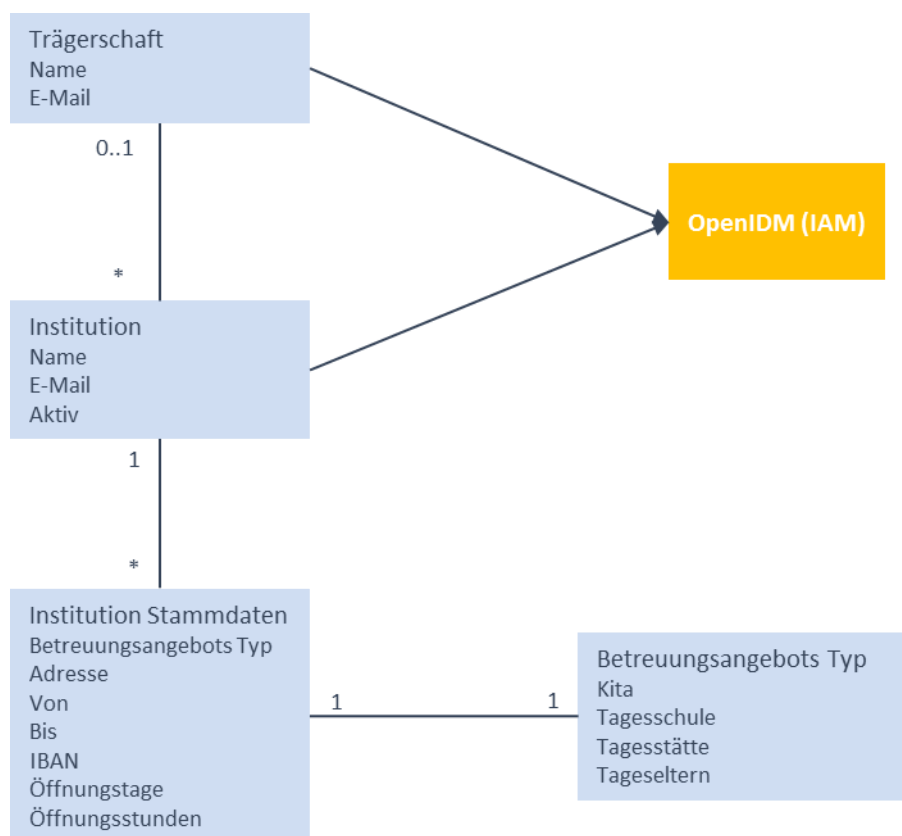 Trägerschaft
Name
E-Mail
0..1
*
OpenIDM (IAM)
Institution
Name
E-Mail
Aktiv
1
*
Institution Stammdaten
Betreuungsangebots Typ
Adresse
Von
Bis
IBAN
Öffnungstage
Öffnungsstunden
1
1
Betreuungsangebots Typ
Kita
Tagesschule
Tagesstätte
Tageseltern